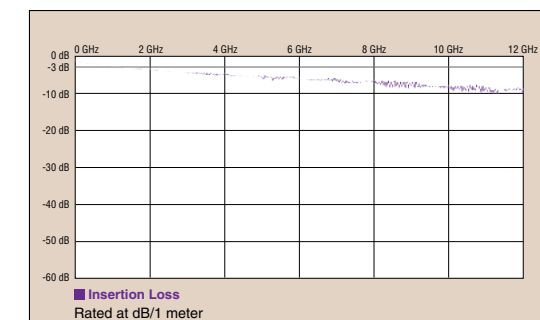 0 GHz 2 GHz 4 GHz 6 GHz 8 GHz 10 GHz 12 GHz
0 dB
-3 dB
-10 dB
-20 dB
-30 dB
-40 dB
-50 dB
-60 dB
Insertion Loss
Rated at dB/1 meter